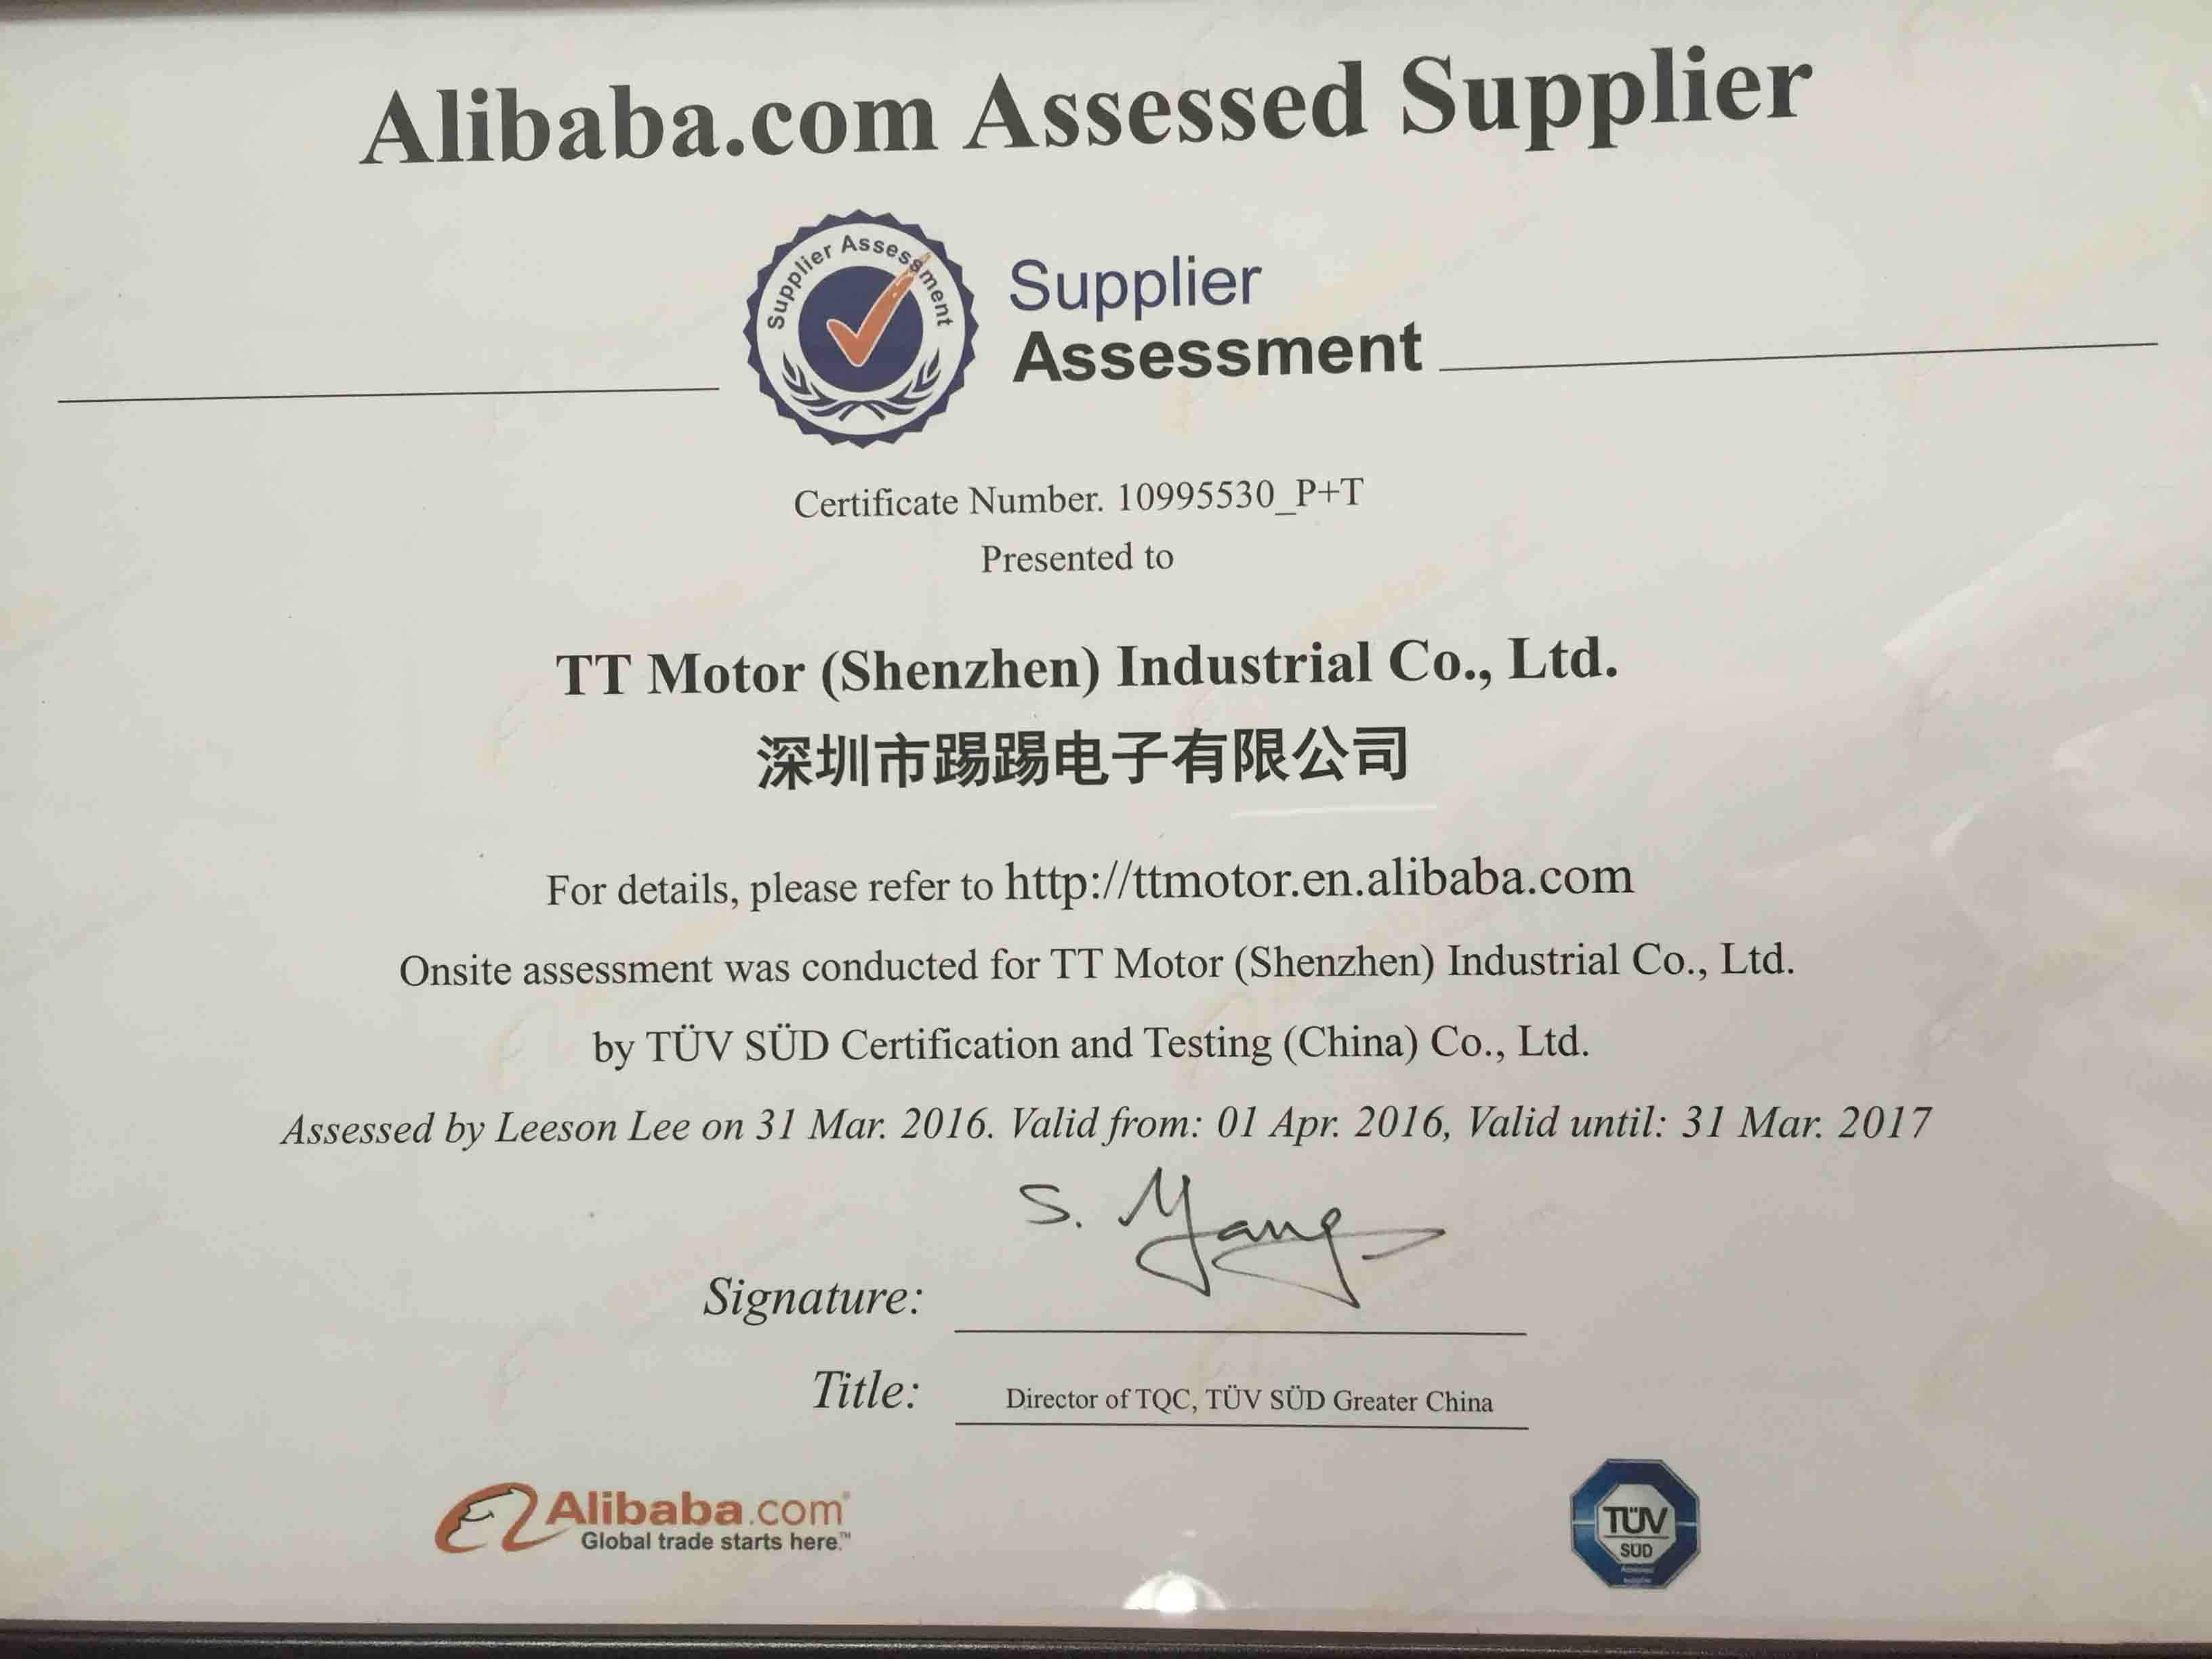 Alibaba.com Assessed Supplier
Supplier Assessment
Supplier
Assessment
Certificate Number. 10995530_P+T
Presented to
TT Motor (Shenzhen) Industrial Co., Ltd.
深圳市踢踢电子有限公司
For details, please refer to http://ttmotor.en.alibaba.com
Onsite assessment was conducted for TT Motor (Shenzhen) Industrial Co., Ltd.
by TÜV SÜD Certification and Testing (China) Co., Ltd.
Assessed by Leeson Lee on 31 Mar. 2016. Valid from: 01 Apr. 2016, Valid until: 31 Mar. 2017
S. Yang
Signature:
Title: Director of TQC, TÜV SÜD Greater China
Alibaba.com®
Global trade starts here.™
TÜV
SÜD